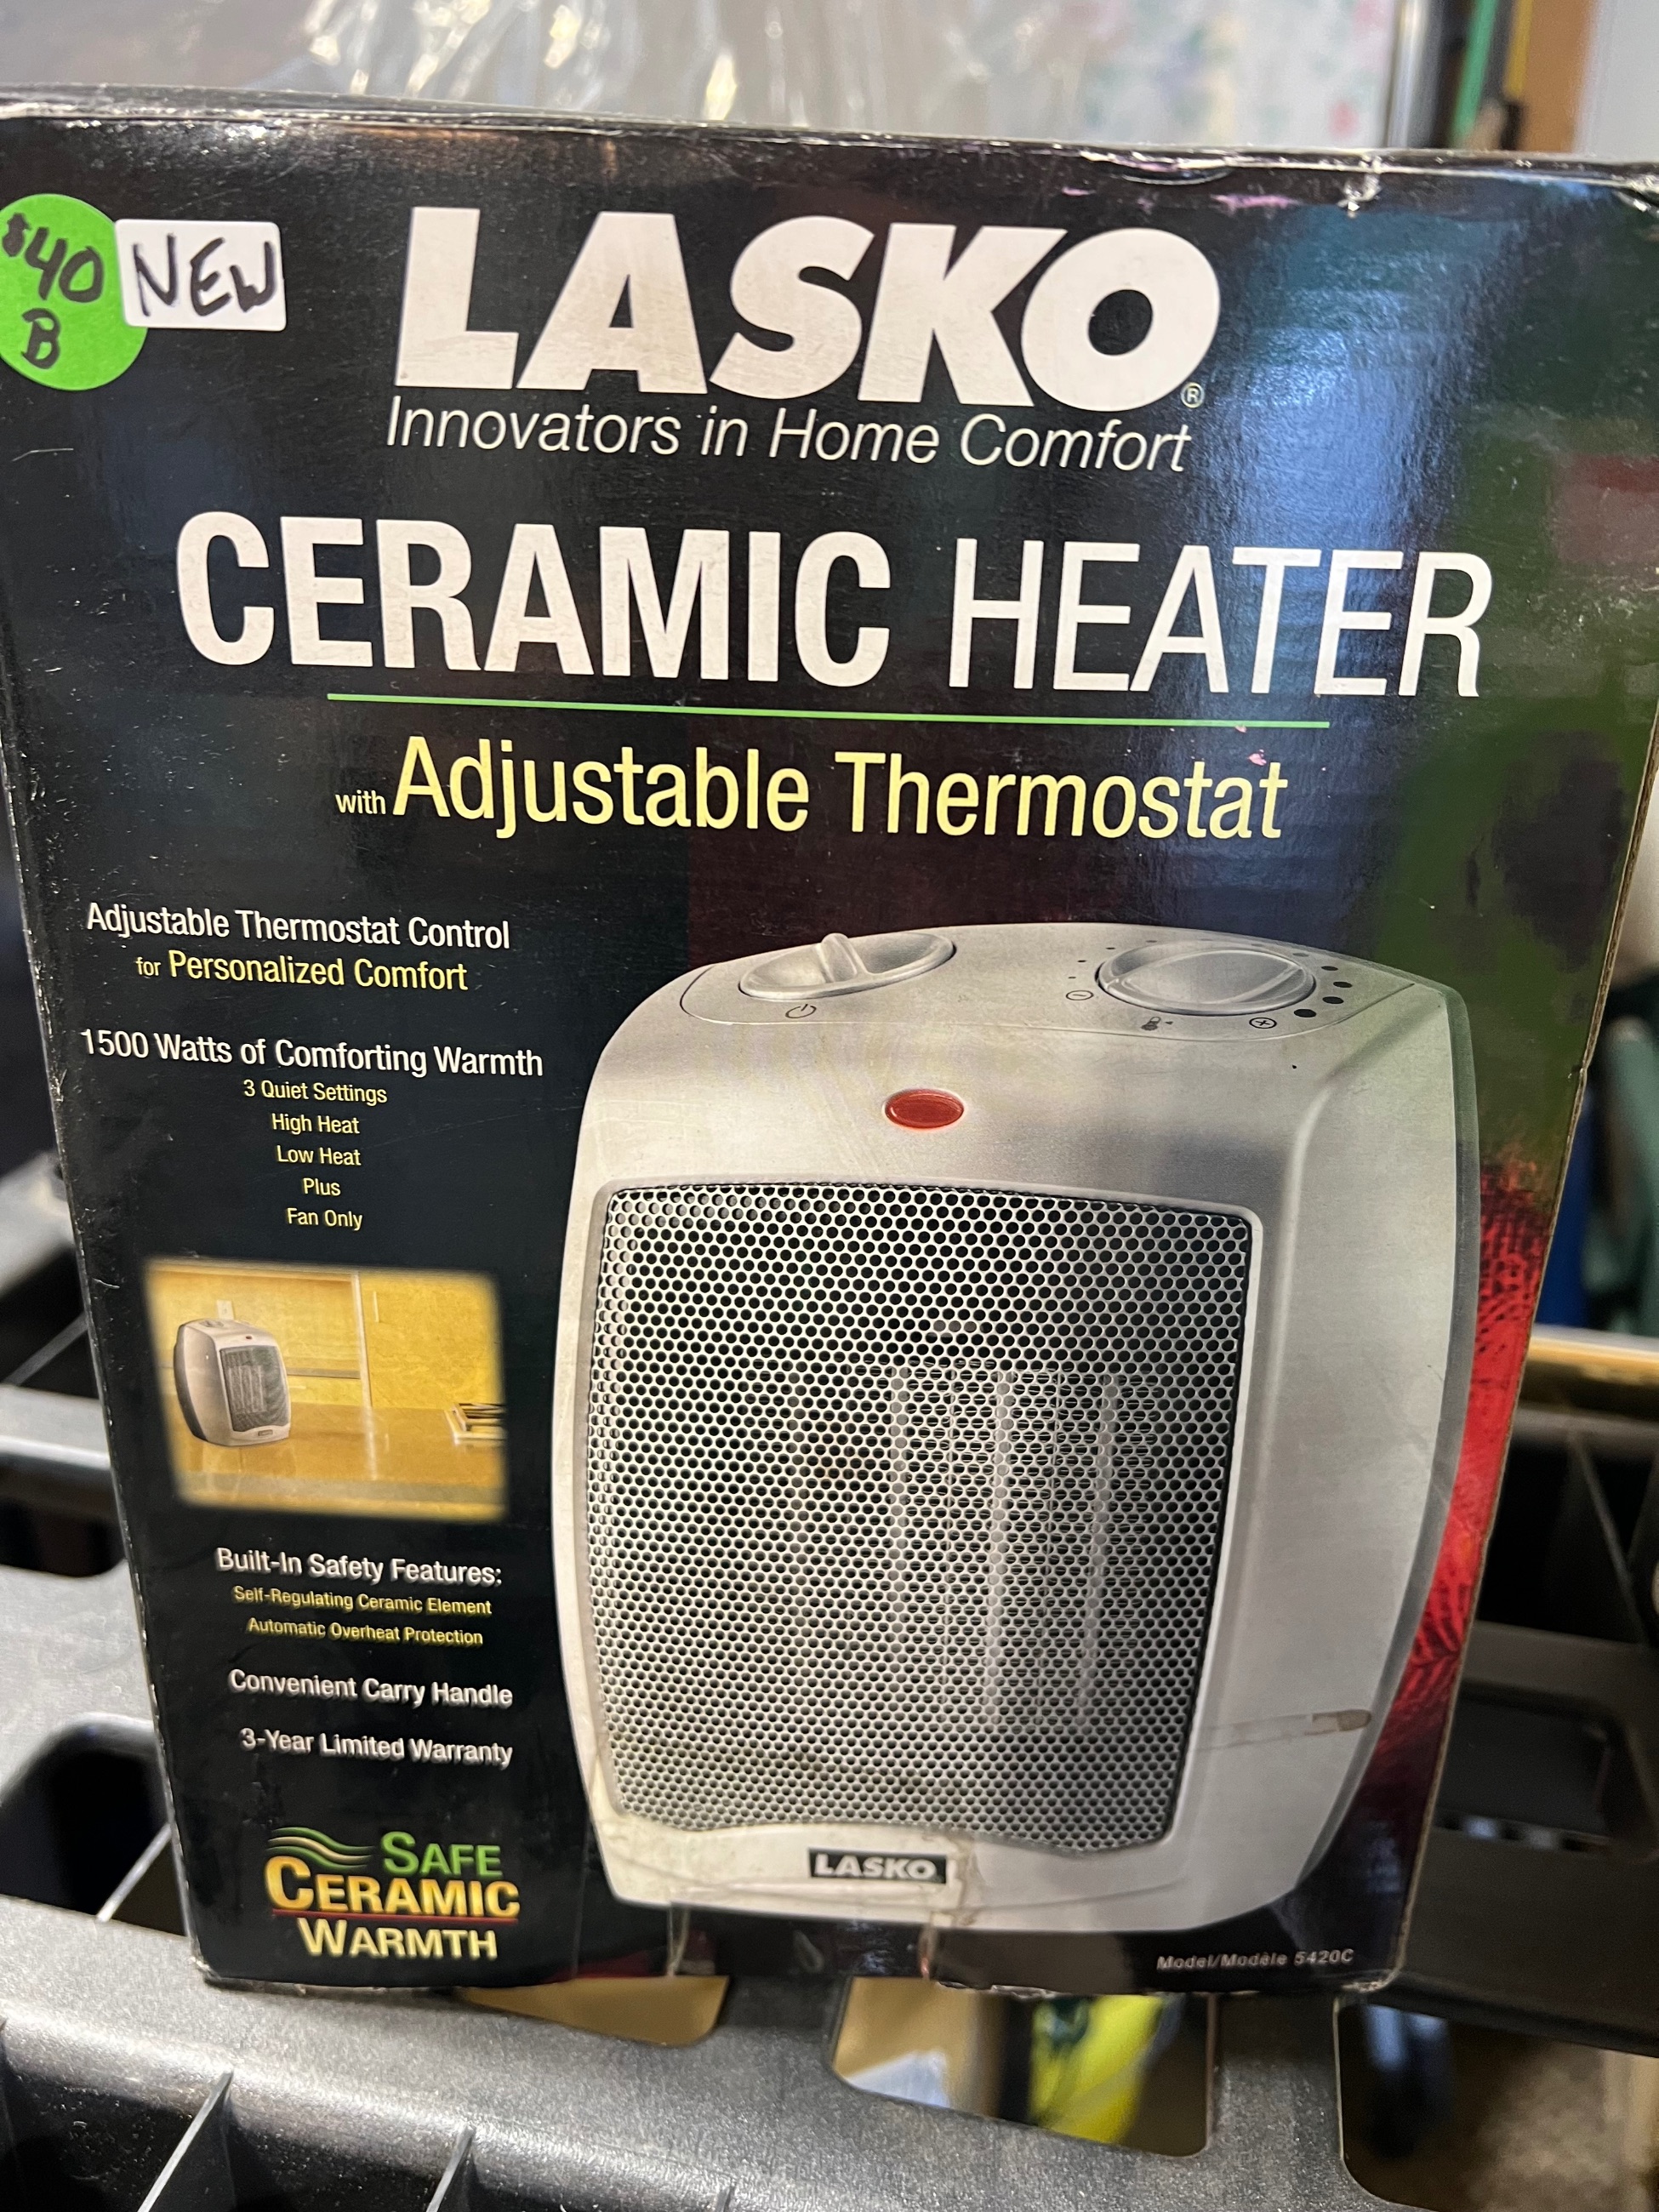 $40
B
NEW
LASKO®
Innovators in Home Comfort
CERAMIC HEATER
with Adjustable Thermostat
Adjustable Thermostat Control
for Personalized Comfort
1500 Watts of Comforting Warmth
3 Quiet Settings
High Heat
Low Heat
Plus
Fan Only
Built-In Safety Features:
Self-Regulating Ceramic Element
Automatic Overheat Protection
Convenient Carry Handle
3-Year Limited Warranty
SAFE
CERAMIC
WARMTH
LASKO
Model/Modèle 5420C